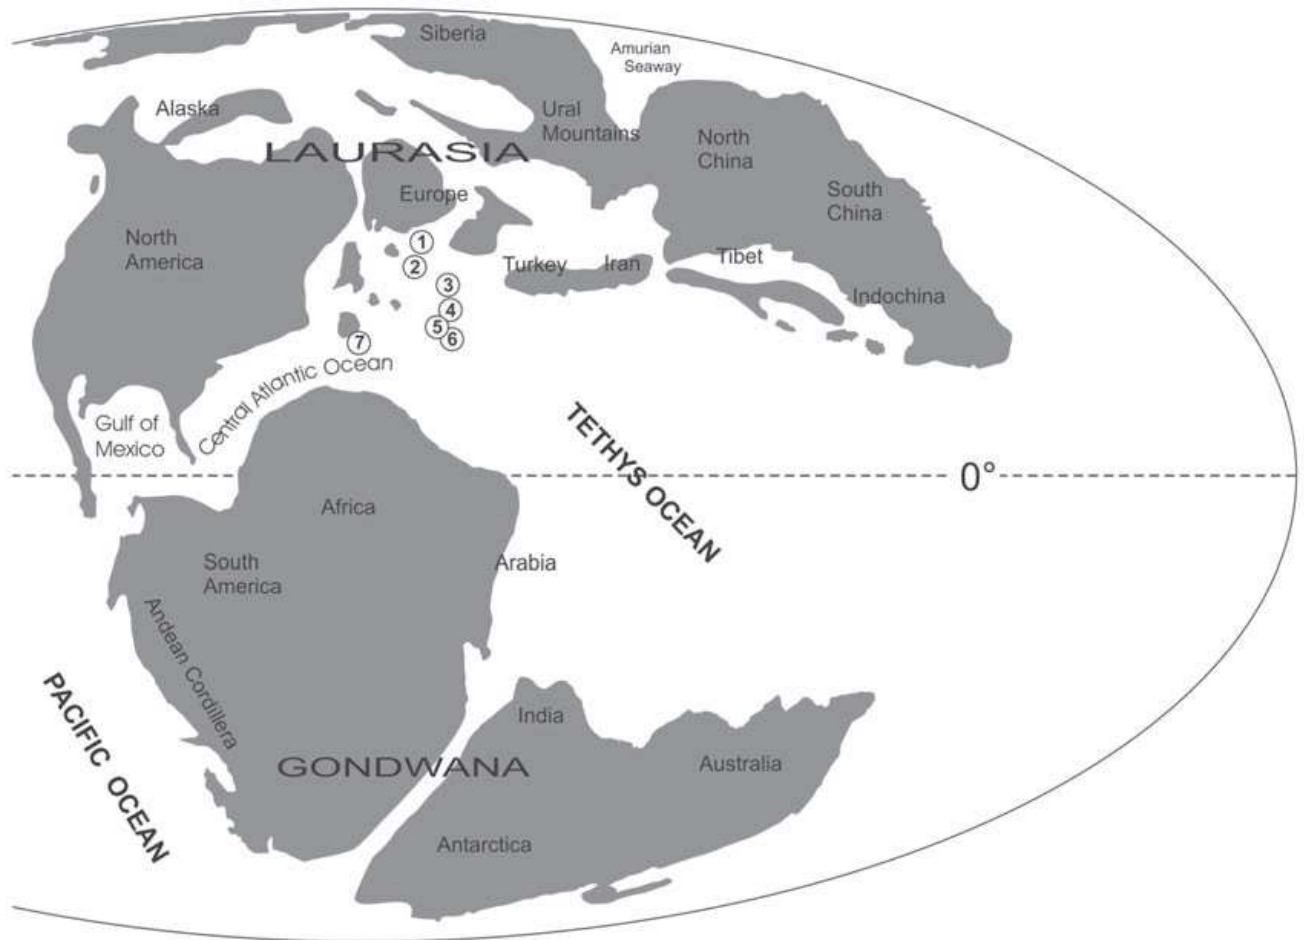 Siberia
Amurian
Seaway
Alaska
Ural
Mountains
North
China
LAURASIA
Europe
South
China
North
America
1
2
Turkey
Iran
Tibet
3
Indochina
4
5
6
7
Central Atlantic Ocean
Gulf of
Mexico
TETHYS OCEAN
0°
Africa
South
America
Arabia
Andean Cordillera
PACIFIC OCEAN
India
GONDWANA
Australia
Antarctica